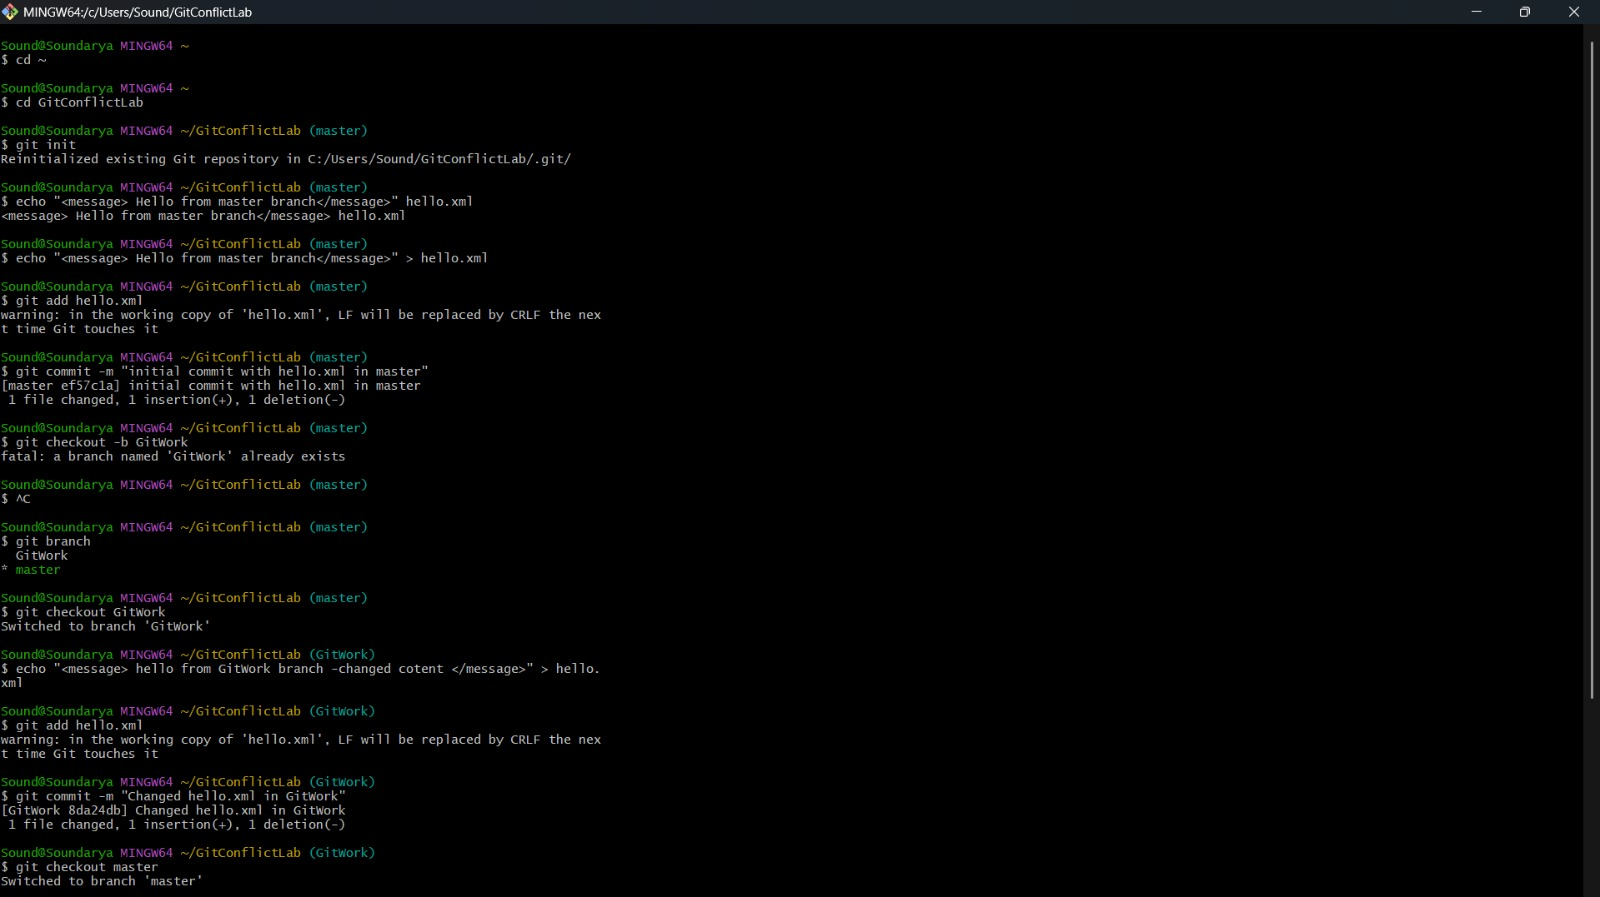 MINGW64:/c/Users/Sound/GitConflictLab
Sound@Soundarya MINGW64 ~
$ cd ~
Sound@Soundarya MINGW64 ~
$ cd GitConflictLab
Sound@Soundarya MINGW64 ~/GitConflictLab (master)
$ git init
Reinitialized existing Git repository in C:/Users/Sound/GitConflictLab/.git/
Sound@Soundarya MINGW64 ~/GitConflictLab (master)
$ echo "<message> Hello from master branch</message>" hello.xml
<message> Hello from master branch</message> hello.xml
Sound@Soundarya MINGW64 ~/GitConflictLab (master)
$ echo "<message> Hello from master branch</message>" > hello.xml
Sound@Soundarya MINGW64 ~/GitConflictLab (master)
$ git add hello.xml
warning: in the working copy of 'hello.xml', LF will be replaced by CRLF the nex
t time Git touches it
Sound@Soundarya MINGW64 ~/GitConflictLab (master)
$ git commit -m "initial commit with hello.xml in master"
[master ef57c1a] initial commit with hello.xml in master
1 file changed, 1 insertion(+), 1 deletion(-)
Sound@Soundarya MINGW64 ~/GitConflictLab (master)
$ git checkout -b GitWork
fatal: a branch named 'GitWork' already exists
Sound@Soundarya MINGW64 ~/GitConflictLab (master)
$ ^C
Sound@Soundarya MINGW64 ~/GitConflictLab (master)
$ git branch
GitWork
* master
Sound@Soundarya MINGW64 ~/GitConflictLab (master)
$ git checkout GitWork
Switched to branch 'GitWork'
Sound@Soundarya MINGW64 ~/GitConflictLab (GitWork)
$ echo "<message> hello from GitWork branch -changed cotent </message>" > hello.
xml
Sound@Soundarya MINGW64 ~/GitConflictLab (GitWork)
$ git add hello.xml
warning: in the working copy of 'hello.xml', LF will be replaced by CRLF the nex
t time Git touches it
Sound@Soundarya MINGW64 ~/GitConflictLab (GitWork)
$ git commit -m "Changed hello.xml in GitWork"
[GitWork 8da24db] Changed hello.xml in GitWork
1 file changed, 1 insertion(+), 1 deletion(-)
Sound@Soundarya MINGW64 ~/GitConflictLab (GitWork)
$ git checkout master
Switched to branch 'master'